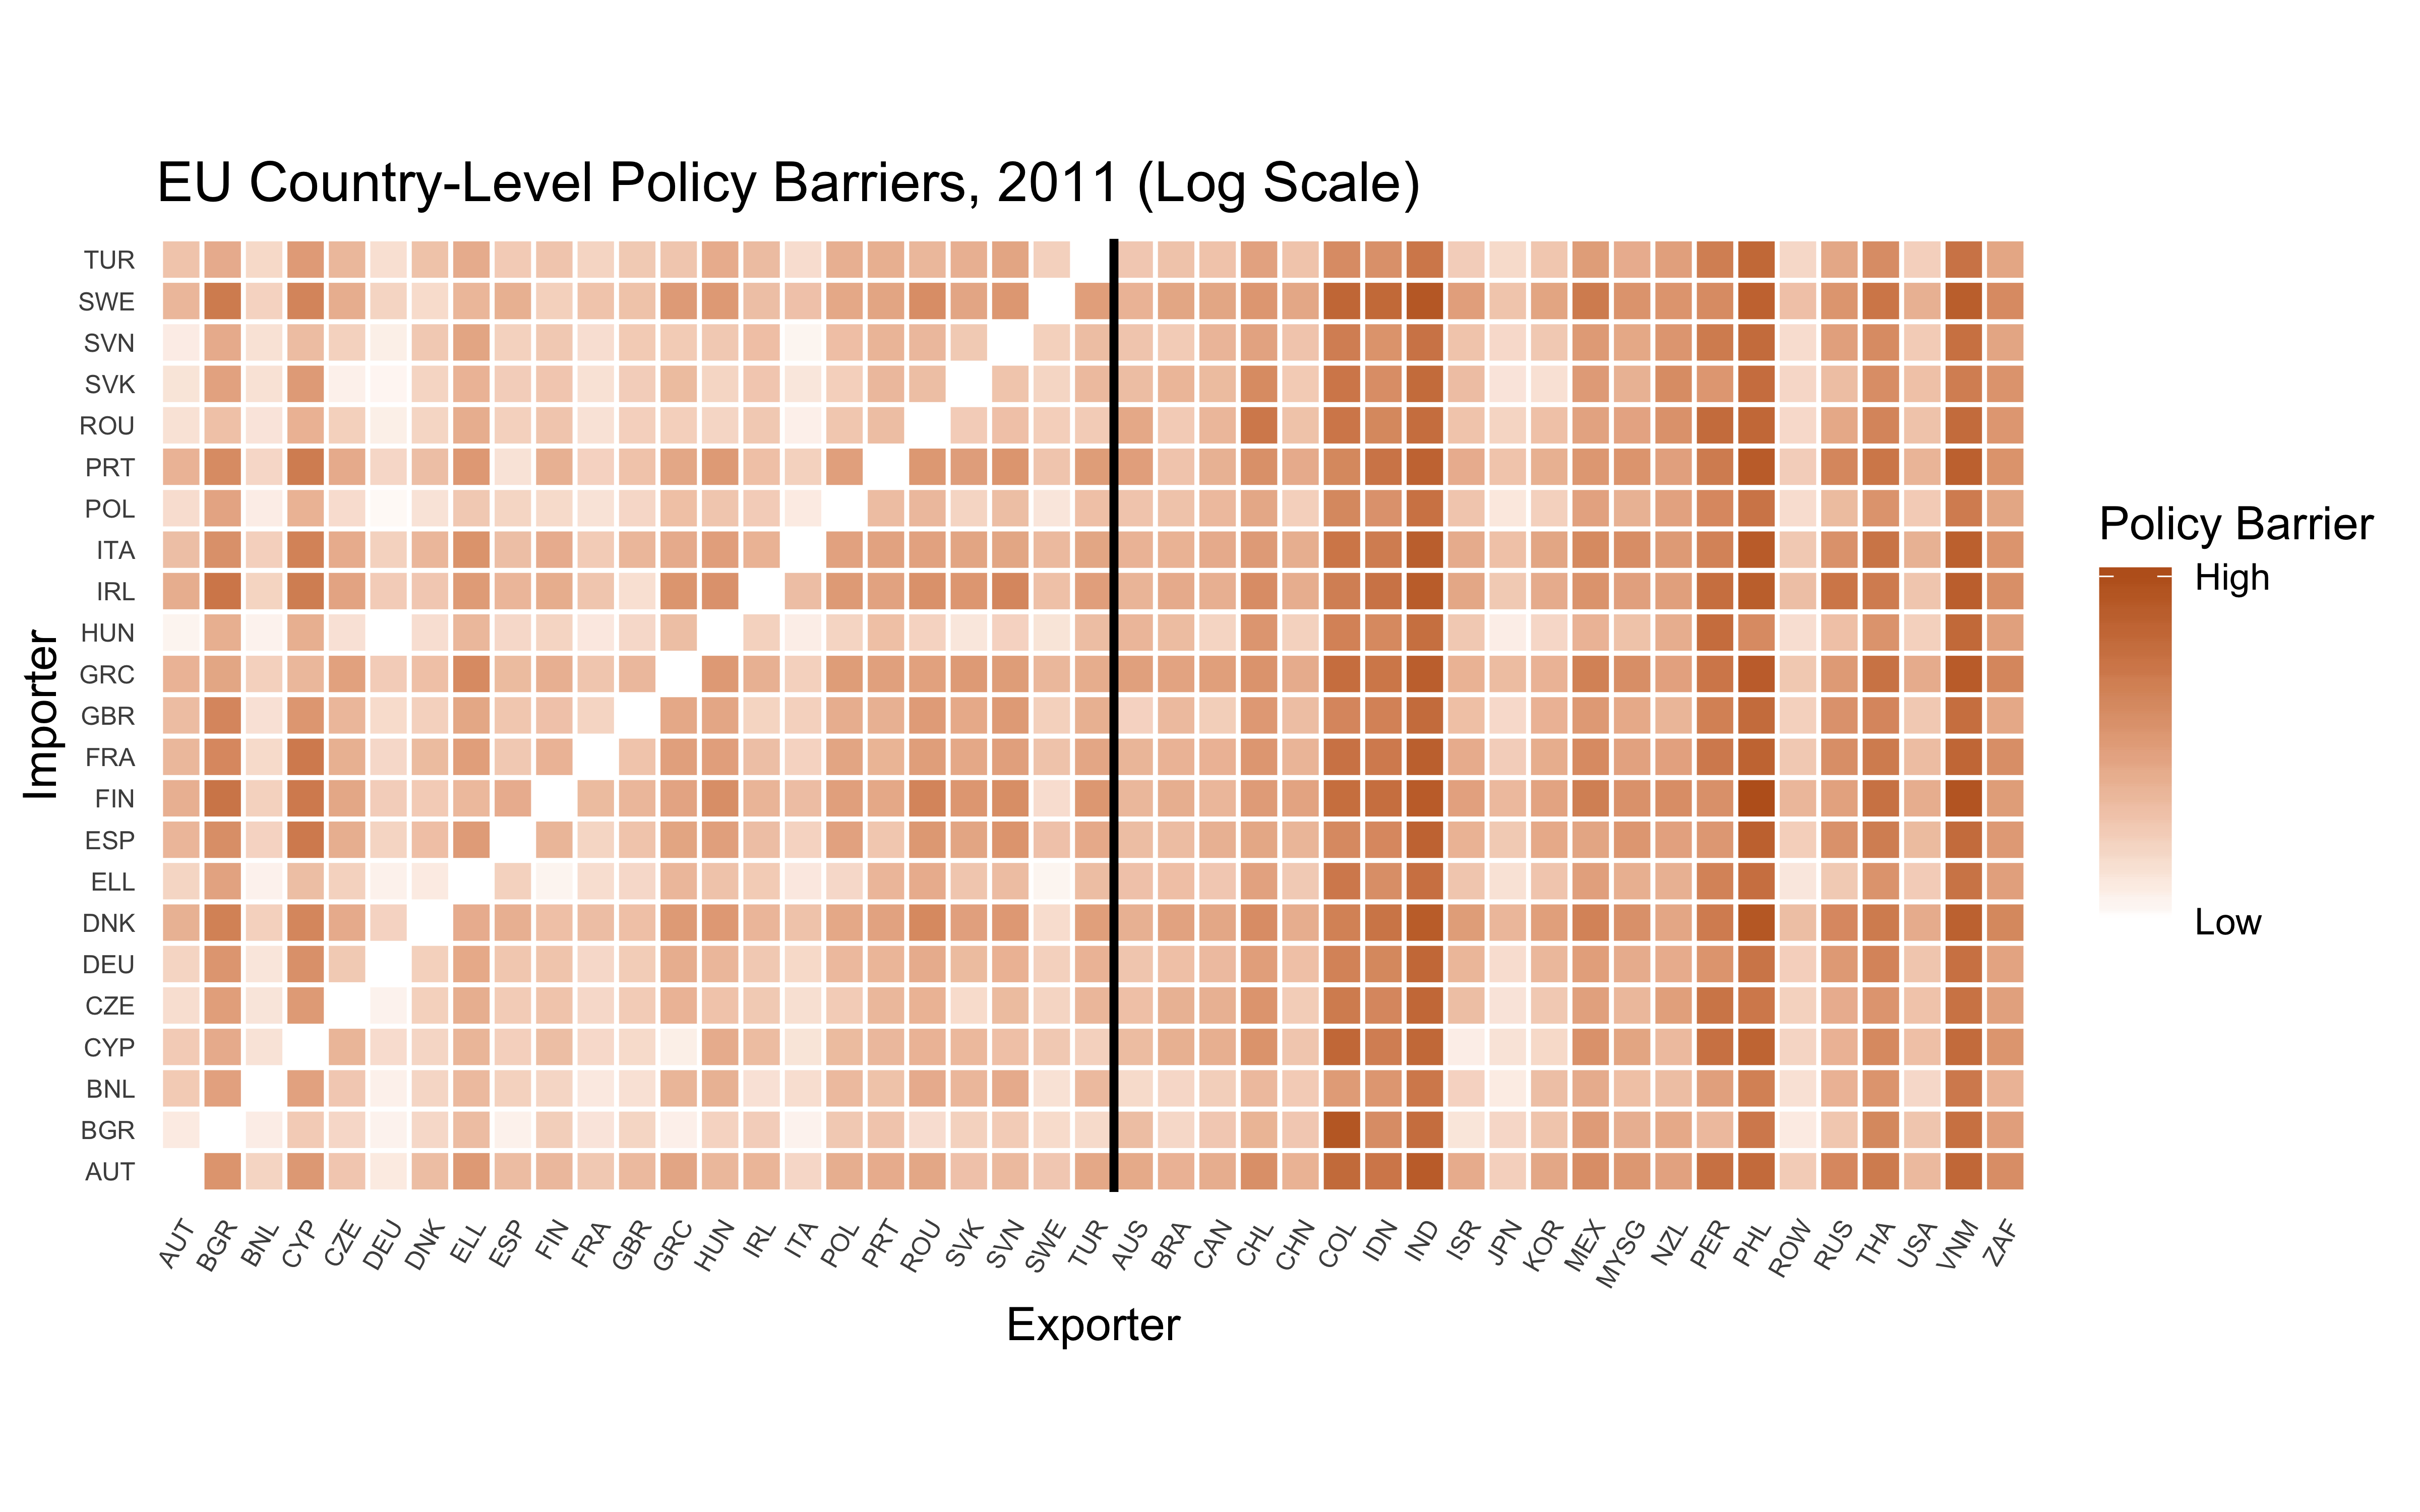 EU Country-Level Policy Barriers, 2011 (Log Scale)
TUR
SWE
SVN
SVK
ROU
PRT
POL
ITA
IRL
HUN
GRC
GBR
FRA
FIN
ESP
ELL
DNK
DEU
CZE
CYP
BNL
BGR
AUT
Importer
AUT BGR BNL CYP CZE DEU DNK ELL ESP FIN FRA GBR GRC HUN IRL ITA POL PRT ROU SVK SVN SWE TUR AUS BRA CAN CHL CHN COL IDN IND ISR JPN KOR MEX MYSG NZL PER PHL ROW RUS THA USA VNM ZAF
Exporter
Policy Barrier
High
Low